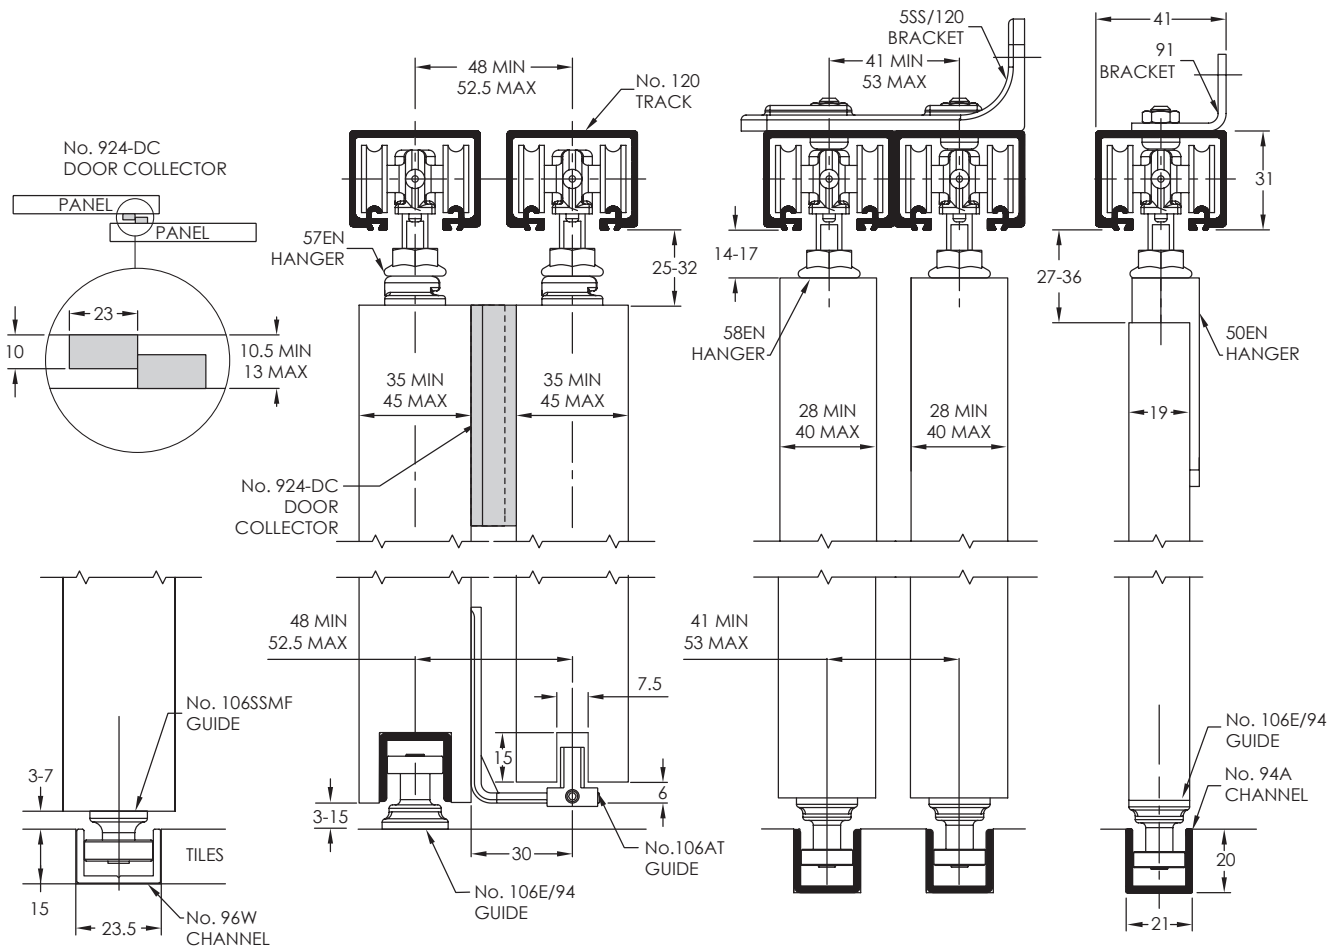 5SS/120
BRACKET
41
91
BRACKET
48 MIN
52.5 MAX
41 MIN
53 MAX
No. 120
TRACK
No. 924-DC
DOOR COLLECTOR
PANEL
PANEL
57EN
HANGER
25-32
14-17
31
27-36
23
10
10.5 MIN
13 MAX
58EN
HANGER
50EN
HANGER
35 MIN
45 MAX
35 MIN
45 MAX
28 MIN
40 MAX
28 MIN
40 MAX
19
No. 924-DC
DOOR
COLLECTOR
48 MIN
52.5 MAX
41 MIN
53 MAX
7.5
No. 106SSMF
GUIDE
No. 106E/94
GUIDE
15
3-7
6
No. 94A
CHANNEL
3-15
TILES
30
No.106AT
GUIDE
20
15
No. 106E/94
GUIDE
No. 96W
CHANNEL
23.5
21